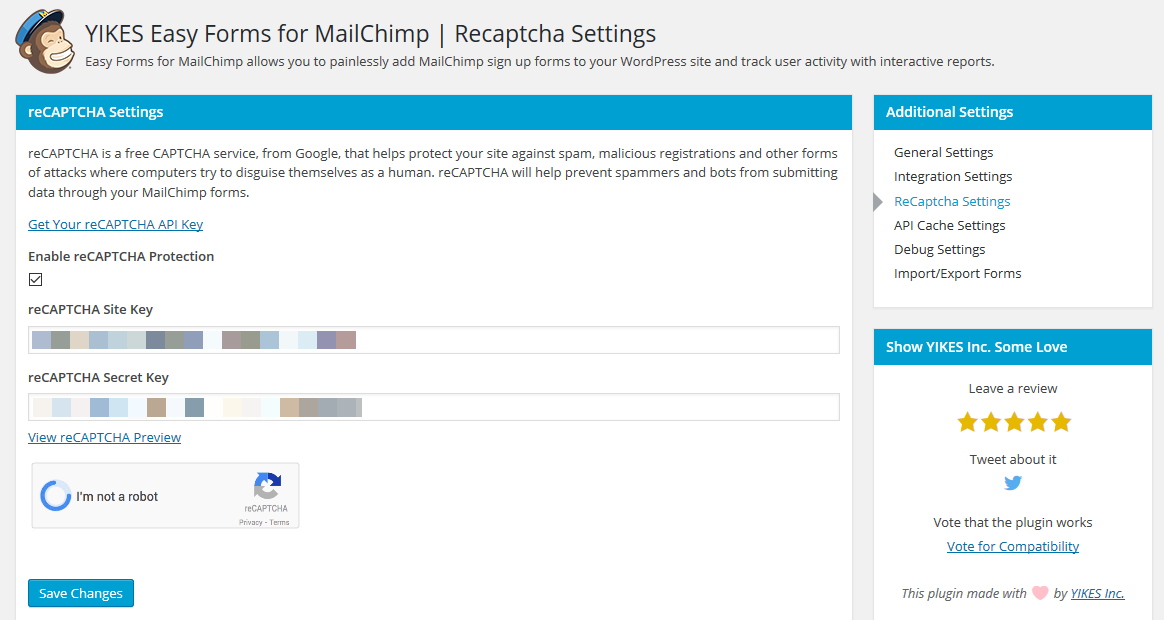 YIKES Easy Forms for MailChimp | Recaptcha Settings
Easy Forms for MailChimp allows you to painlessly add MailChimp sign up forms to your WordPress site and track user activity with interactive reports.
reCAPTCHA Settings
reCAPTCHA is a free CAPTCHA service, from Google, that helps protect your site against spam, malicious registrations and other forms
of attacks where computers try to disguise themselves as a human. reCAPTCHA will help prevent spammers and bots from submitting
data through your MailChimp forms.
Get Your reCAPTCHA API Key
Enable reCAPTCHA Protection
reCAPTCHA Site Key
reCAPTCHA Secret Key
View reCAPTCHA Preview
I'm not a robot
reCAPTCHA
Privacy - Terms
Save Changes
Additional Settings
General Settings
Integration Settings
ReCaptcha Settings
API Cache Settings
Debug Settings
Import/Export Forms
Show YIKES Inc. Some Love
Leave a review
Tweet about it
Vote that the plugin works
Vote for Compatibility
This plugin made with by YIKES Inc.